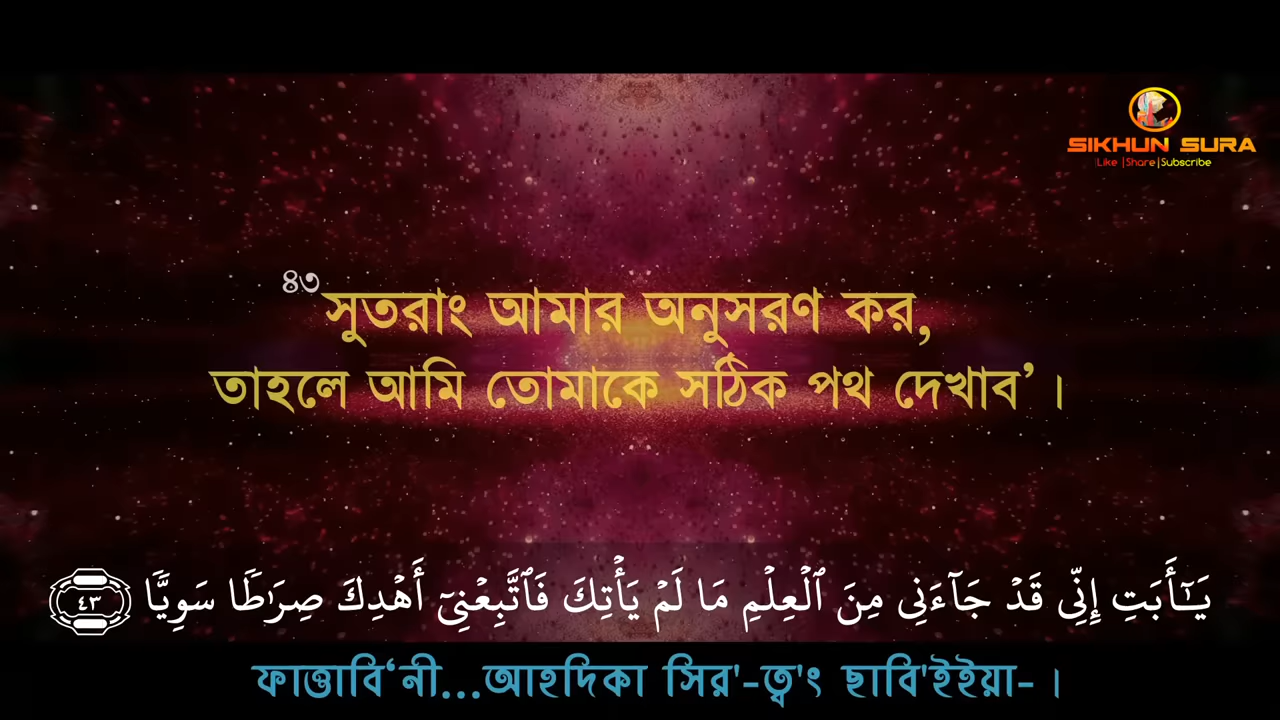 SIKHUN SURA
|Like |Share|Subscribe
৪৩
সুতরাং আমার অনুসরণ কর,
তাহলে আমি তোমাকে সঠিক পথ দেখাব’।
يَـٰٓأَبَتِ إِنِّى قَدْ جَآءَنِى مِنَ ٱلْعِلْمِ مَا لَمْ يَأْتِكَ فَٱتَّبِعْنِىٓ أَهْدِكَ صِرَٰطًا سَوِيًّا ٤٣
ফাত্তাবি‘নী...আহদিকা সির'-ত্ব'ং ছাবি'ইইয়া-।